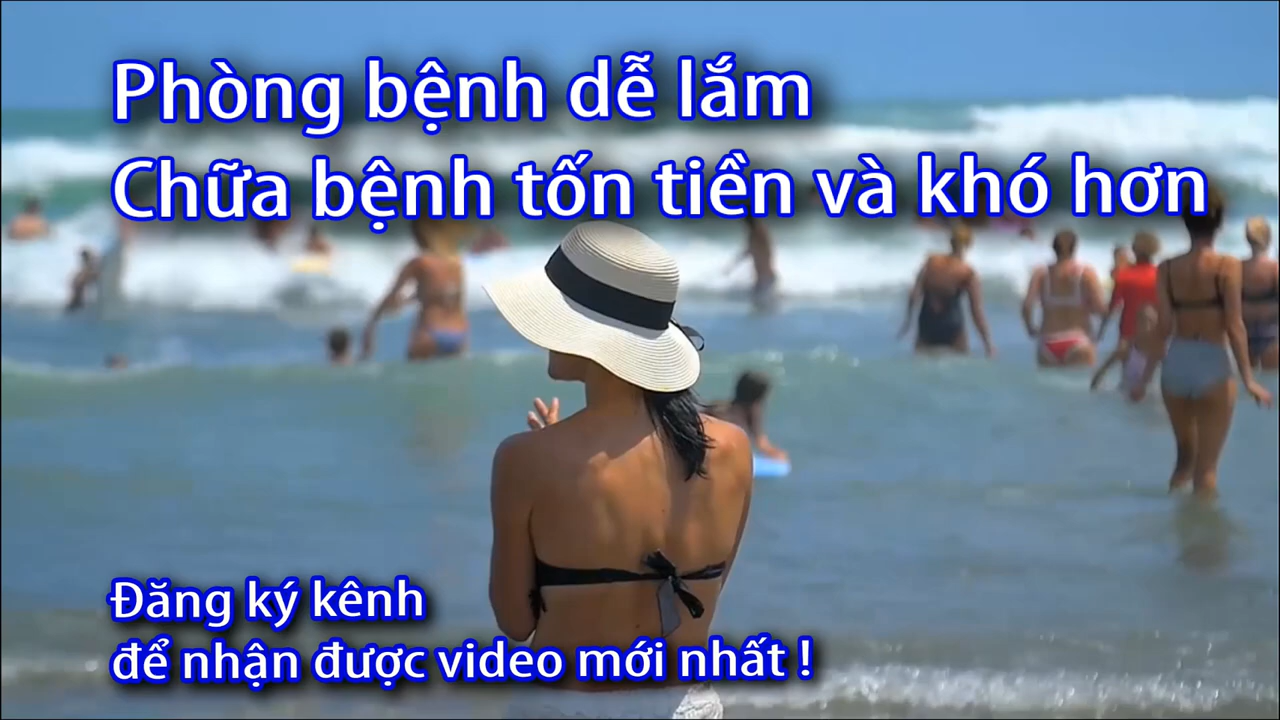 Phòng bệnh dễ lắm
Chữa bệnh tốn tiền và khó hơn
Đăng ký kênh
để nhận được video mới nhất !